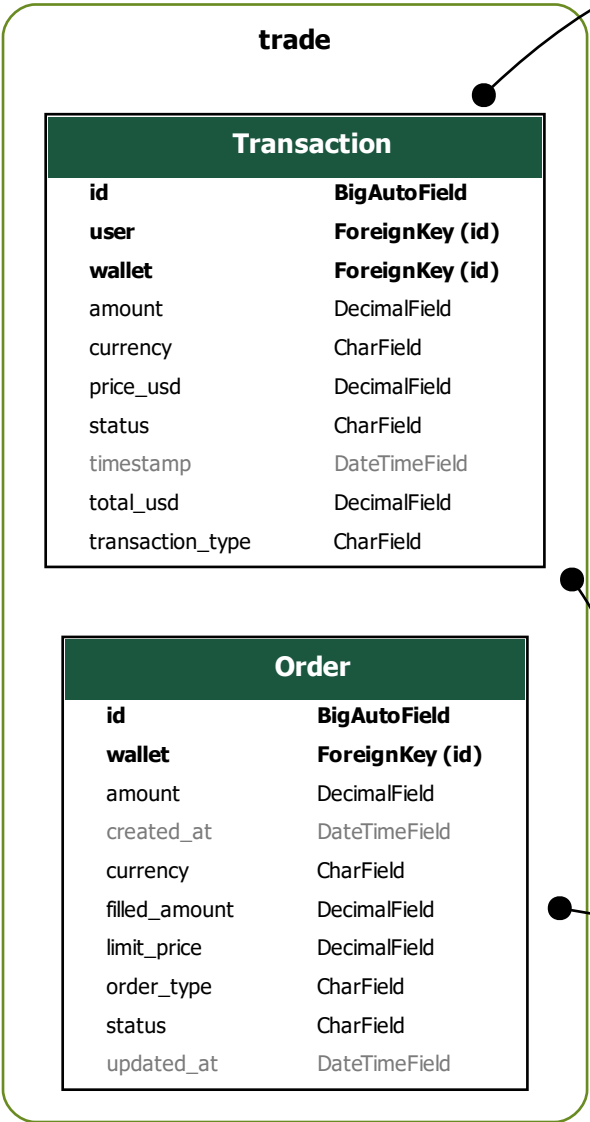 trade
Transaction
id BigAutoField
user ForeignKey (id)
wallet ForeignKey (id)
amount DecimalField
currency CharField
price_usd DecimalField
status CharField
timestamp DateTimeField
total_usd DecimalField
transaction_type CharField
Order
id BigAutoField
wallet ForeignKey (id)
amount DecimalField
created_at DateTimeField
currency CharField
filled_amount DecimalField
limit_price DecimalField
order_type CharField
status CharField
updated_at DateTimeField